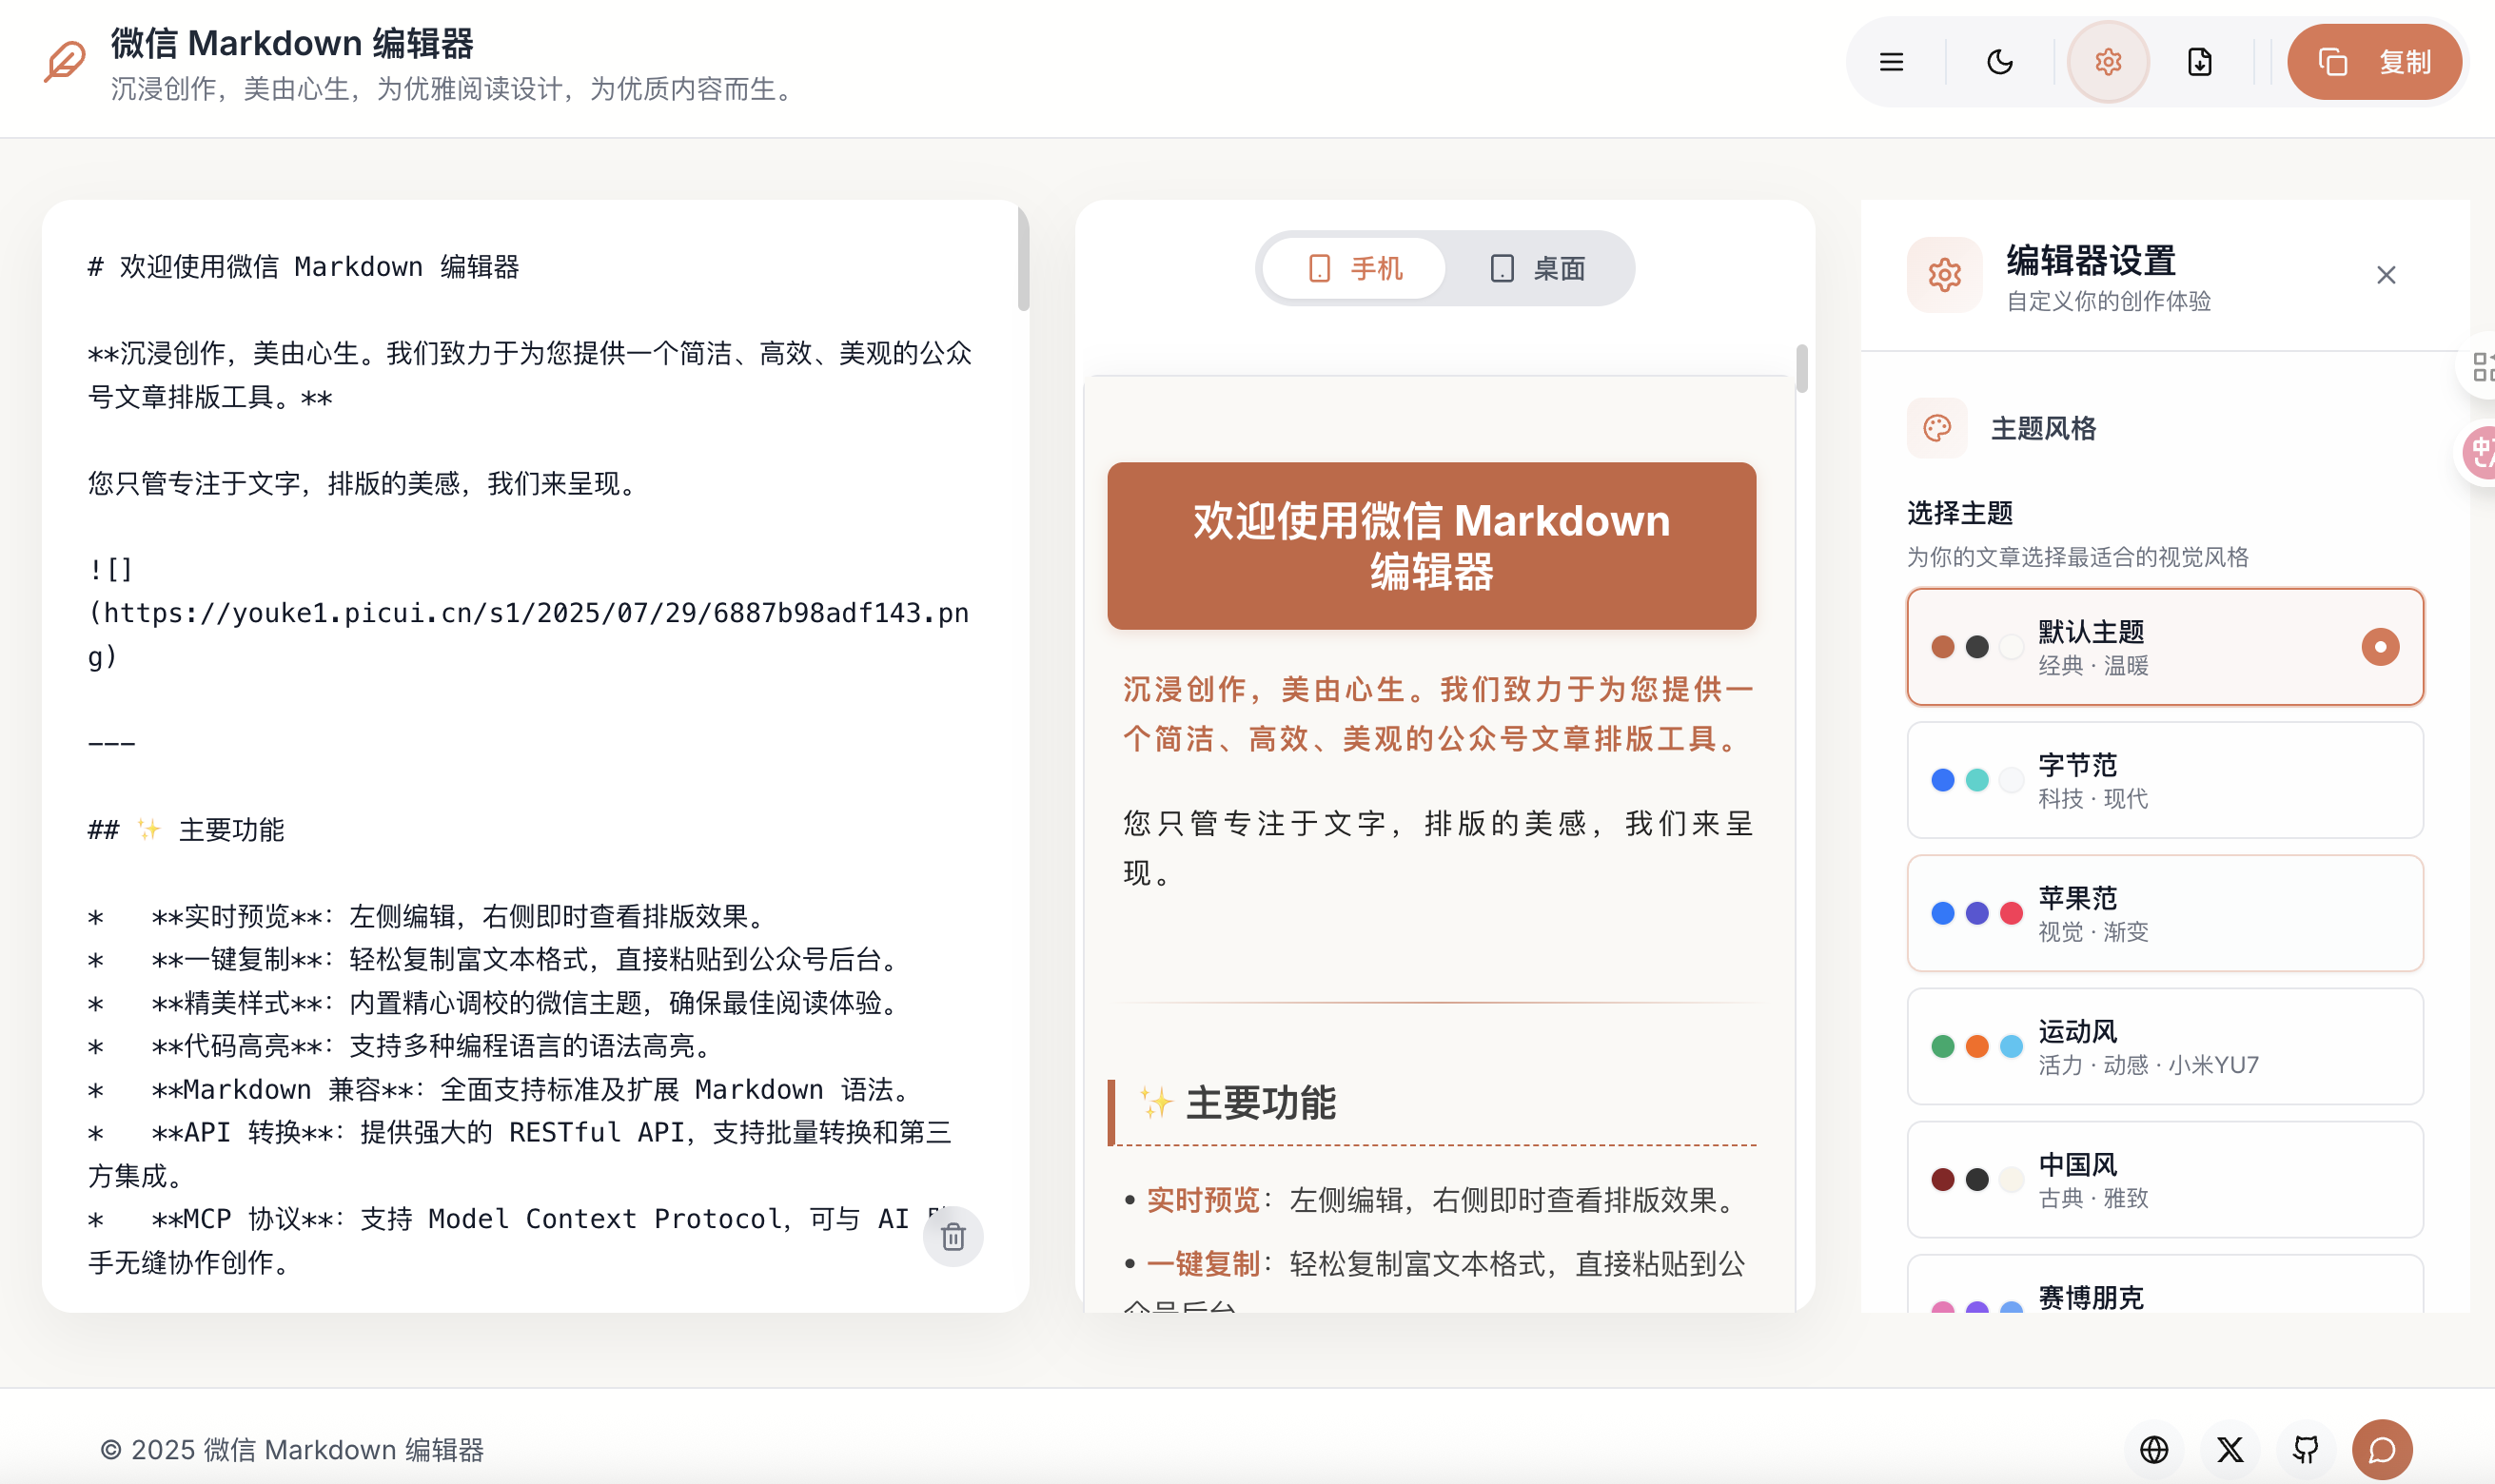 微信 Markdown 编辑器
沉浸创作，美由心生，为优雅阅读设计，为优质内容而生。
复制
# 欢迎使用微信 Markdown 编辑器
**沉浸创作，美由心生。我们致力于为您提供一个简洁、高效、美观的公众
号文章排版工具。**
您只管专注于文字，排版的美感，我们来呈现。
![]
(https://youke1.picui.cn/s1/2025/07/29/6887b98adf143.pn
g)
---
## ✨ 主要功能
*   **实时预览**：左侧编辑，右侧即时查看排版效果。
*   **一键复制**：轻松复制富文本格式，直接粘贴到公众号后台。
*   **精美样式**：内置精心调校的微信主题，确保最佳阅读体验。
*   **代码高亮**：支持多种编程语言的语法高亮。
*   **Markdown 兼容**：全面支持标准及扩展 Markdown 语法。
*   **API 转换**：提供强大的 RESTful API，支持批量转换和第三
方集成。
*   **MCP 协议**：支持 Model Context Protocol，可与 AI
手无缝协作创作。
手机
桌面
欢迎使用微信 Markdown
编辑器
沉浸创作，美由心生。我们致力于为您提供一
个简洁、高效、美观的公众号文章排版工具。
您只管专注于文字，排版的美感，我们来呈
现。
✨ 主要功能
• 实时预览：左侧编辑，右侧即时查看排版效果。
• 一键复制：轻松复制富文本格式，直接粘贴到公
众号后台
编辑器设置
自定义你的创作体验
主题风格
选择主题
为你的文章选择最适合的视觉风格
默认主题
经典 · 温暖
字节范
科技 · 现代
苹果范
视觉 · 渐变
运动风
活力 · 动感 · 小米YU7
中国风
古典 · 雅致
赛博朋克
© 2025 微信 Markdown 编辑器